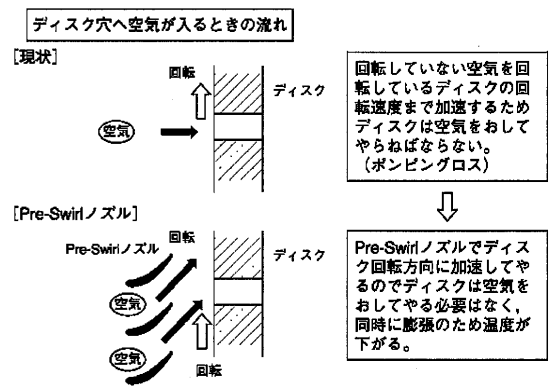 ディスク穴へ空気が入るときの流れ
[現状]
回転
ディスク
空気
回転していない空気を回
転しているディスクの回
転速度まで加速するため
ディスクは空気をおして
やらねばならない。
(ポンピングロス)
[Pre-Swirlノズル]
回転
Pre-Swirlノズル
ディスク
空気
空気
回転
Pre-Swirlノズルでディス
ク回転方向に加速してや
るのでディスクは空気を
おしてやる必要はなく，
同時に膨張のため温度が
下がる。